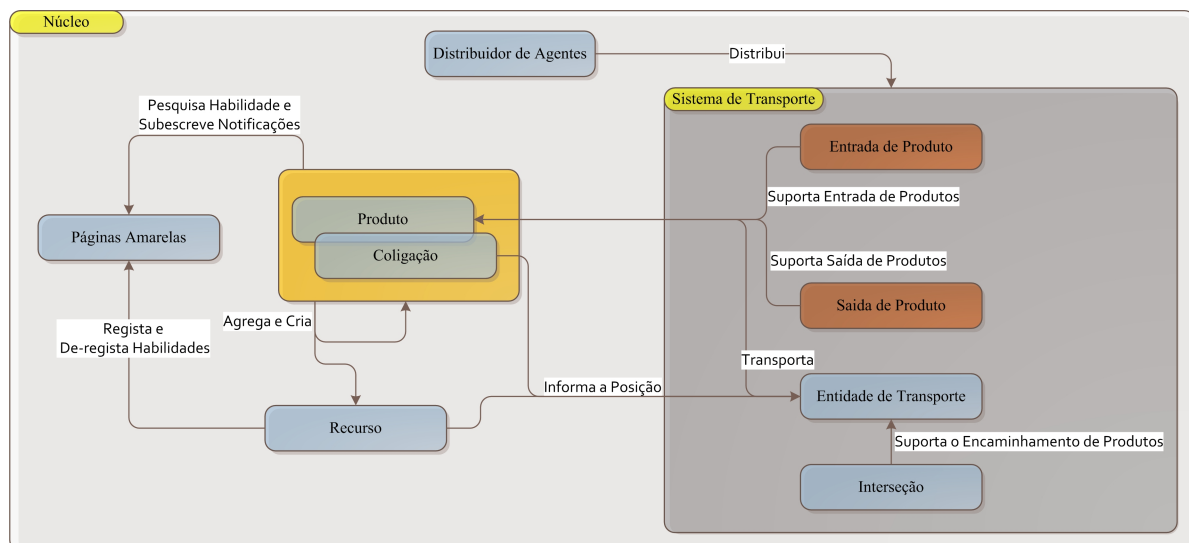 Núcleo
Distribuidor de Agentes
Distribui
Sistema de Transporte
Pesquisa Habilidade e
Subescreve Notificações
Entrada de Produto
Suporta Entrada de Produtos
Produto
Páginas Amarelas
Coligação
Suporta Saída de Produtos
Saida de Produto
Agrega e Cria
Regista e
De-regista Habilidades
Transporta
Informa a Posição
Entidade de Transporte
Recurso
Suporta o Encaminhamento de Produtos
Interseção